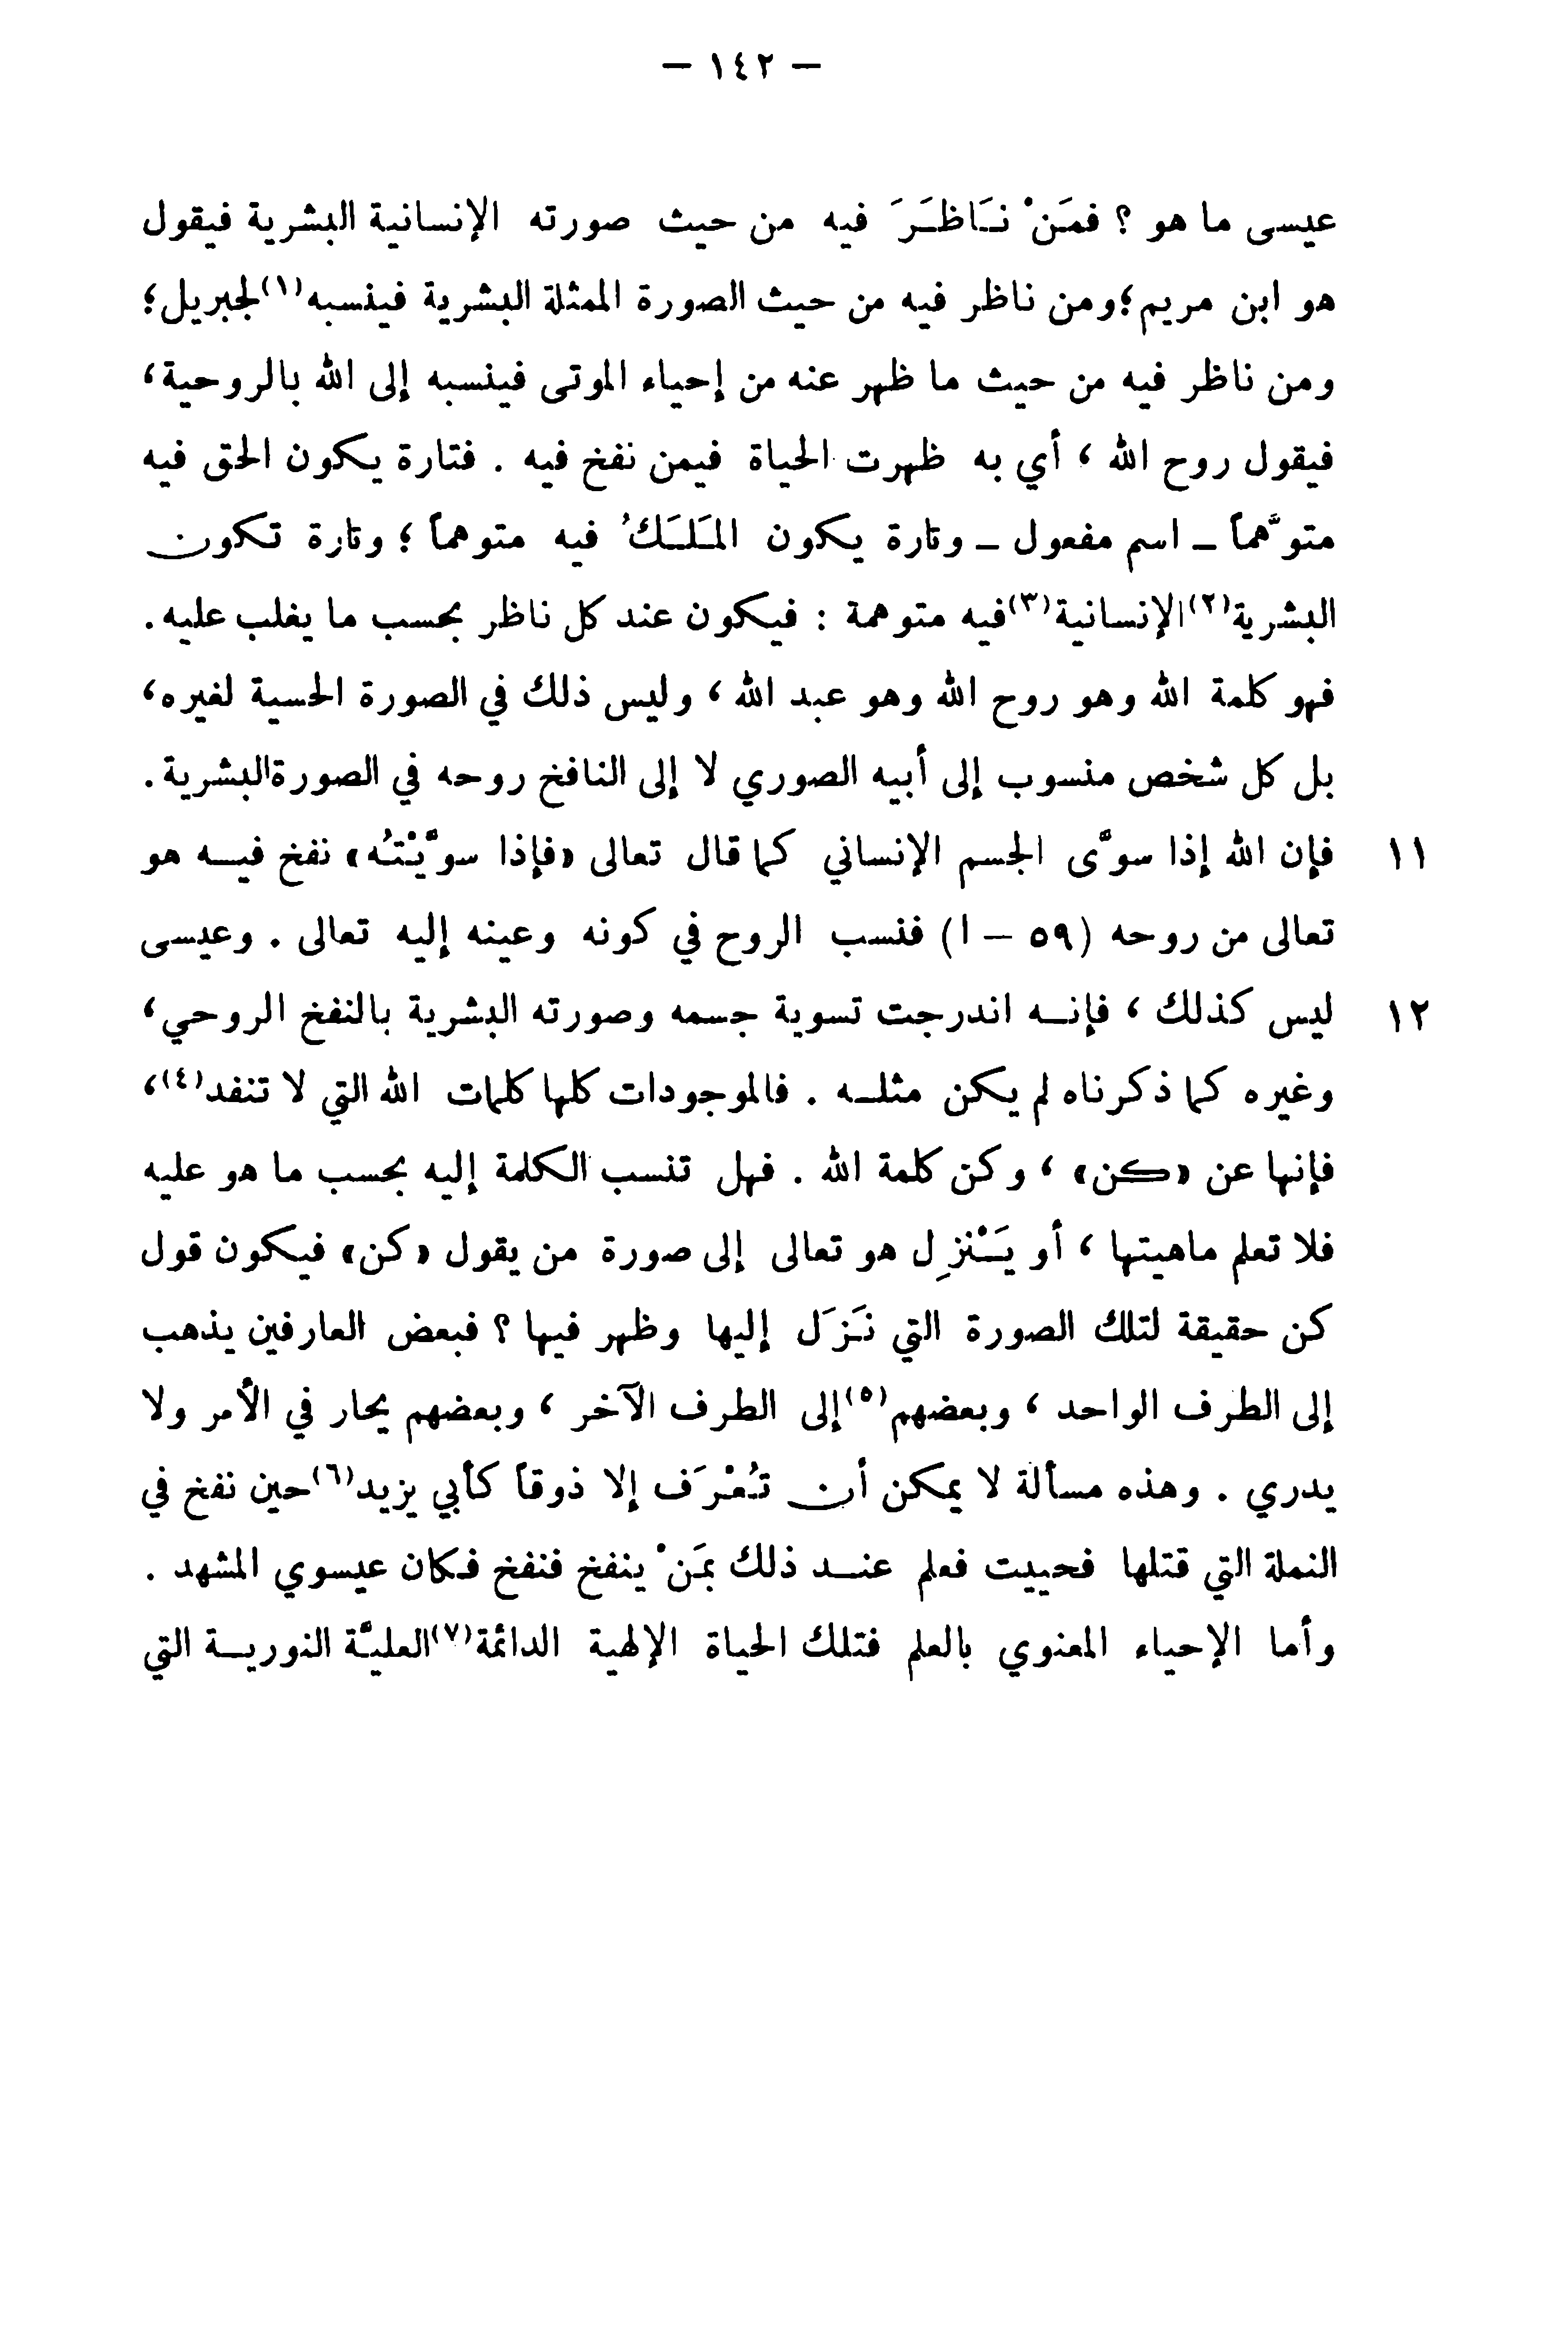 — ١٤٢ —
عيسى ما هو ؟ فمَنْ نَاظَرَ فيه من حيث صورته الإنسانية البشرية فيقول
هو ابن مريم؛ومن ناظر فيه من حيث الصورة الممثلة البشرية فينسبه(١)لجبريل؛
ومن ناظر فيه من حيث ما ظهر عنه من إحياء الموتى فينسبه إلى الله بالروحية،
فيقول روح الله ، أي به ظهرت الحياة فيمن نفخ فيه . فتارة يكون الحق فيه
متوَهماً ـ اسم مفعول ـ وتارة يكون المَلَكُ فيه متوهماً ؛ وتارة تكون
البشرية(٢)الإنسانية(٣)فيه متوهمة : فيكون عند كل ناظر بحسب ما يغلب عليه.
فهو كلمة الله وهو روح الله وهو عبد الله ، وليس ذلك في الصورة الحسية لغيره،
بل كل شخص منسوب إلى أبيه الصوري لا إلى النافخ روحه في الصورةالبشرية.
١١ فإن الله إذا سوَّى الجسم الإنساني كما قال تعالى «فإذا سوَّيْتُه» نفخ فيـه هو
تعالى من روحه (٥٩ – ا) فنسب الروح في كونه وعينه إليه تعالى . وعيسى
١٢ ليس كذلك ، فإنـه اندرجت تسوية جسمه وصورته البشرية بالنفخ الروحي،
وغيره كما ذكرناه لم يكن مثلـه . فالموجودات كلها كلمات الله التي لا تنفد(٤)،
فإنها عن «كن» ، وكن كلمة الله . فهل تنسب الكلمة إليه بحسب ما هو عليه
فلا تعلم ماهيتها ، أو يَنْزِل هو تعالى إلى صورة من يقول «كن» فيكون قول
كن حقيقة لتلك الصورة التي نَزَل إليها وظهر فيها ؟ فبعض العارفين يذهب
إلى الطرف الواحد ، وبعضهم(٥)إلى الطرف الآخر ، وبعضهم يحار في الأمر ولا
يدري . وهذه مسألة لا يمكن أن تُعْرَف إلا ذوقاً كأبي يزيد(٦)حين نفخ في
النملة التي قتلها فحييت فعلم عنـد ذلك بمَنْ ينفخ فنفخ فكان عيسوي المشهد .
وأما الإحياء المعنوي بالعلم فتلك الحياة الإلهية الدائمة(٧)العليَّة النوريـة التي